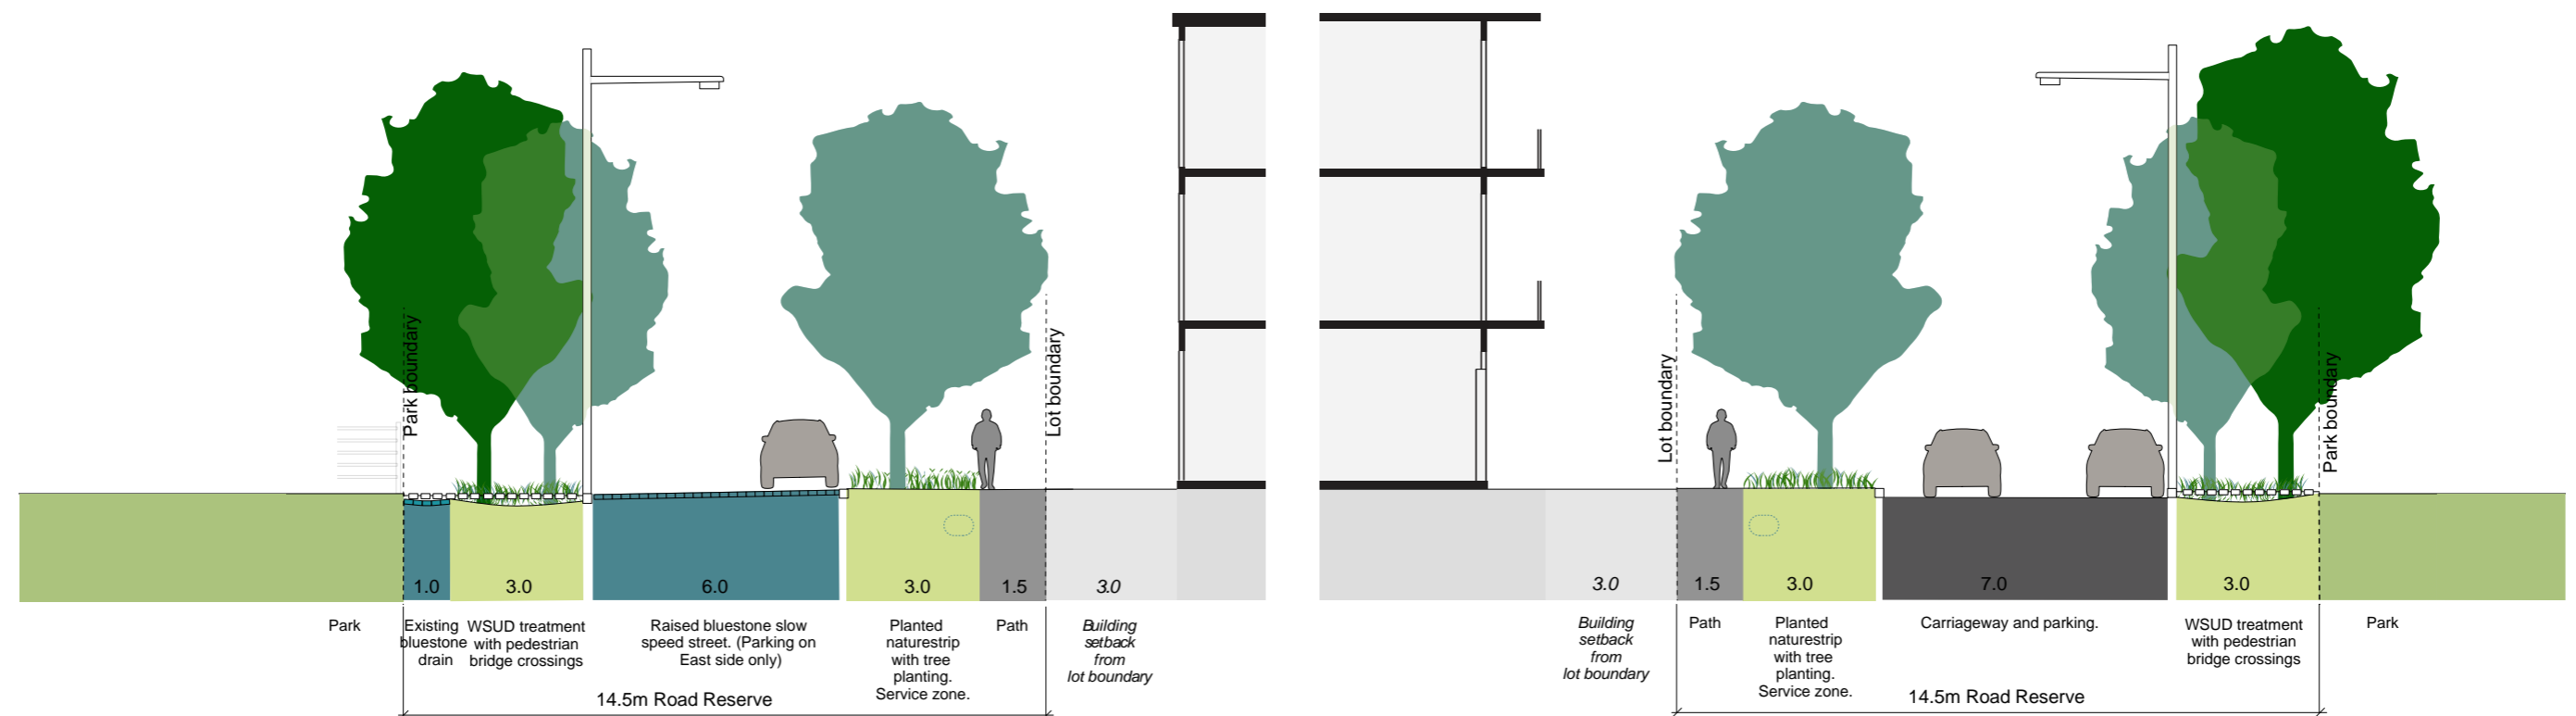 Park boundary
Lot boundary
Lot boundary
Park boundary
1.0
3.0
6.0
3.0
1.5
3.0
3.0
1.5
3.0
7.0
3.0
Park
Existing
bluestone
drain
WSUD treatment
with pedestrian
bridge crossings
Raised bluestone slow
speed street. (Parking on
East side only)
Planted
naturestrip
with tree
planting.
Service zone.
Path
Building
setback
from
lot boundary
Building
setback
from
lot boundary
Path
Planted
naturestrip
with tree
planting.
Service zone.
Carriageway and parking.
WSUD treatment
with pedestrian
bridge crossings
Park
14.5m Road Reserve
14.5m Road Reserve